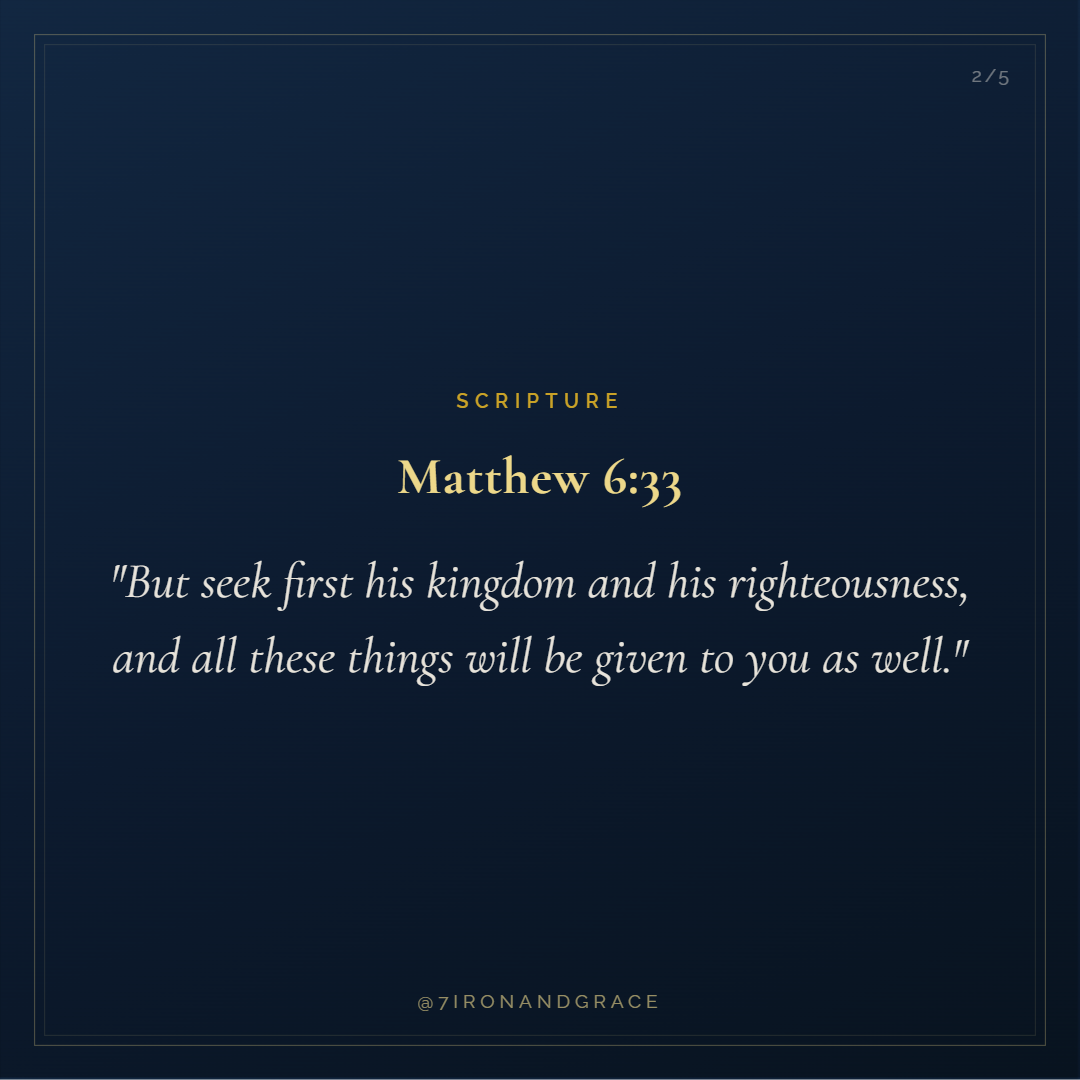 2/5
SCRIPTURE
Matthew 6:33
"But seek first his kingdom and his righteousness,
and all these things will be given to you as well."
@7IRONANDGRACE